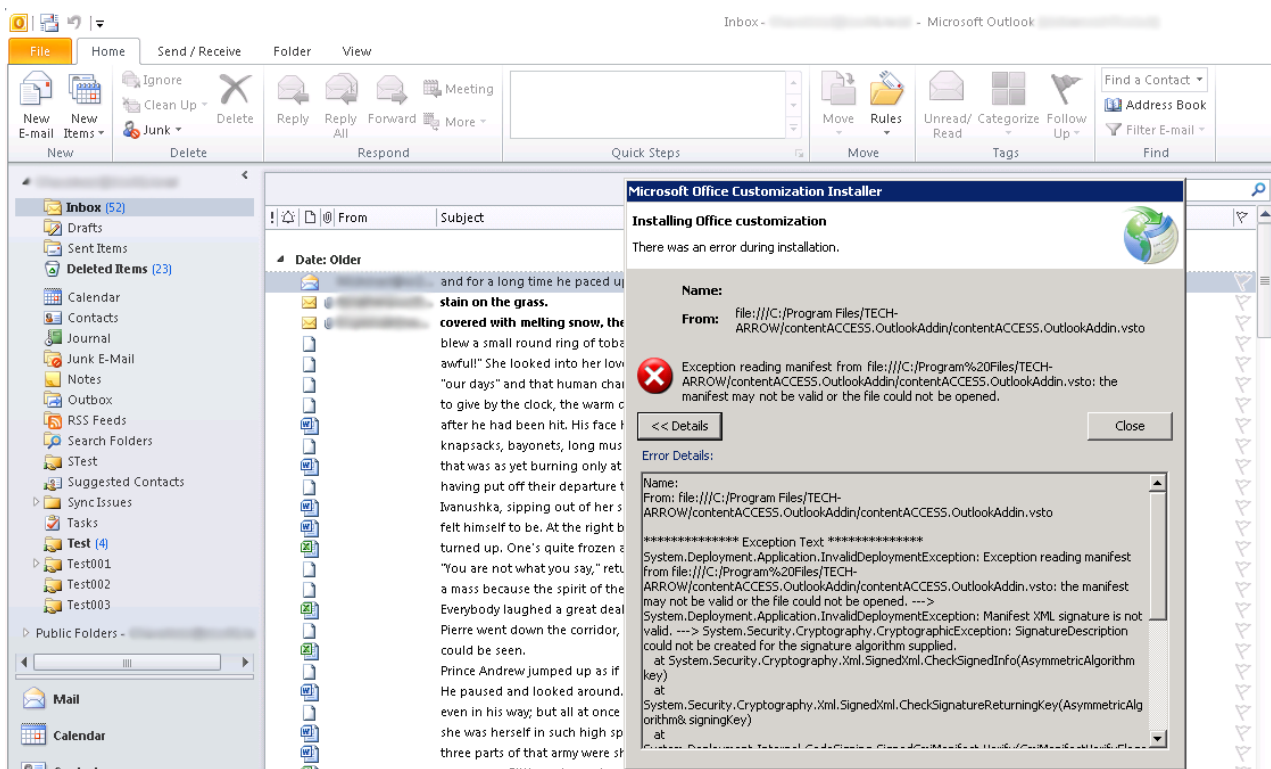 Inbox - - Microsoft Outlook
File Home Send / Receive Folder View
New E-mail
New Items
Ignore
Clean Up
Junk
Delete
Reply
Reply All
Forward
Meeting
More
Move
Rules
Unread/ Read
Categorize
Follow Up
Find a Contact
Address Book
Filter E-mail
New Delete Respond Quick Steps Move Tags Find
Inbox (52)
Drafts
Sent Items
Deleted Items (23)
Calendar
Contacts
Journal
Junk E-Mail
Notes
Outbox
RSS Feeds
Search Folders
STest
Suggested Contacts
Sync Issues
Tasks
Test (4)
Test001
Test002
Test003
Public Folders -
Mail
Calendar
! From Subject
Date: Older
and for a long time he paced
stain on the grass.
covered with melting snow, the
blew a small round ring of
awful!" She looked into her
"our days" and that human
to give by the clock, the warm
after he had been hit. His face
knapsacks, bayonets, long
that was as yet burning only at
having put off their departure
Ivanushka, sipping out of her
felt himself to be. At the right
turned up. One's quite frozen
"You are not what you say,"
a mass because the spirit of the
Everybody laughed a great deal
Pierre went down the corridor,
could be seen.
Prince Andrew jumped up as if
He paused and looked around.
even in his way; but all at once
she was herself in such high
three parts of that army were
Microsoft Office Customization Installer
Installing Office customization
There was an error during installation.
Name:
From: file:///C:/Program Files/TECH-
ARROW/contentACCESS.OutlookAddin/contentACCESS.OutlookAddin.vsto
Exception reading manifest from file:///C:/Program%20Files/TECH-
ARROW/contentACCESS.OutlookAddin/contentACCESS.OutlookAddin.vsto: the
manifest may not be valid or the file could not be opened.
<< Details Close
Error Details:
Name:
From: file:///C:/Program Files/TECH-
ARROW/contentACCESS.OutlookAddin/contentACCESS.OutlookAddin.vsto
************** Exception Text **************
System.Deployment.Application.InvalidDeploymentException: Exception reading manifest
from file:///C:/Program%20Files/TECH-
ARROW/contentACCESS.OutlookAddin/contentACCESS.OutlookAddin.vsto: the manifest
may not be valid or the file could not be opened. --->
System.Deployment.Application.InvalidDeploymentException: Manifest XML signature is not
valid. ---> System.Security.Cryptography.CryptographicException: SignatureDescription
could not be created for the signature algorithm supplied.
at System.Security.Cryptography.Xml.SignedXml.CheckSignedInfo(AsymmetricAlgorithm
key)
at
System.Security.Cryptography.Xml.SignedXml.CheckSignatureReturningKey(AsymmetricAlg
orithm& signingKey)
at